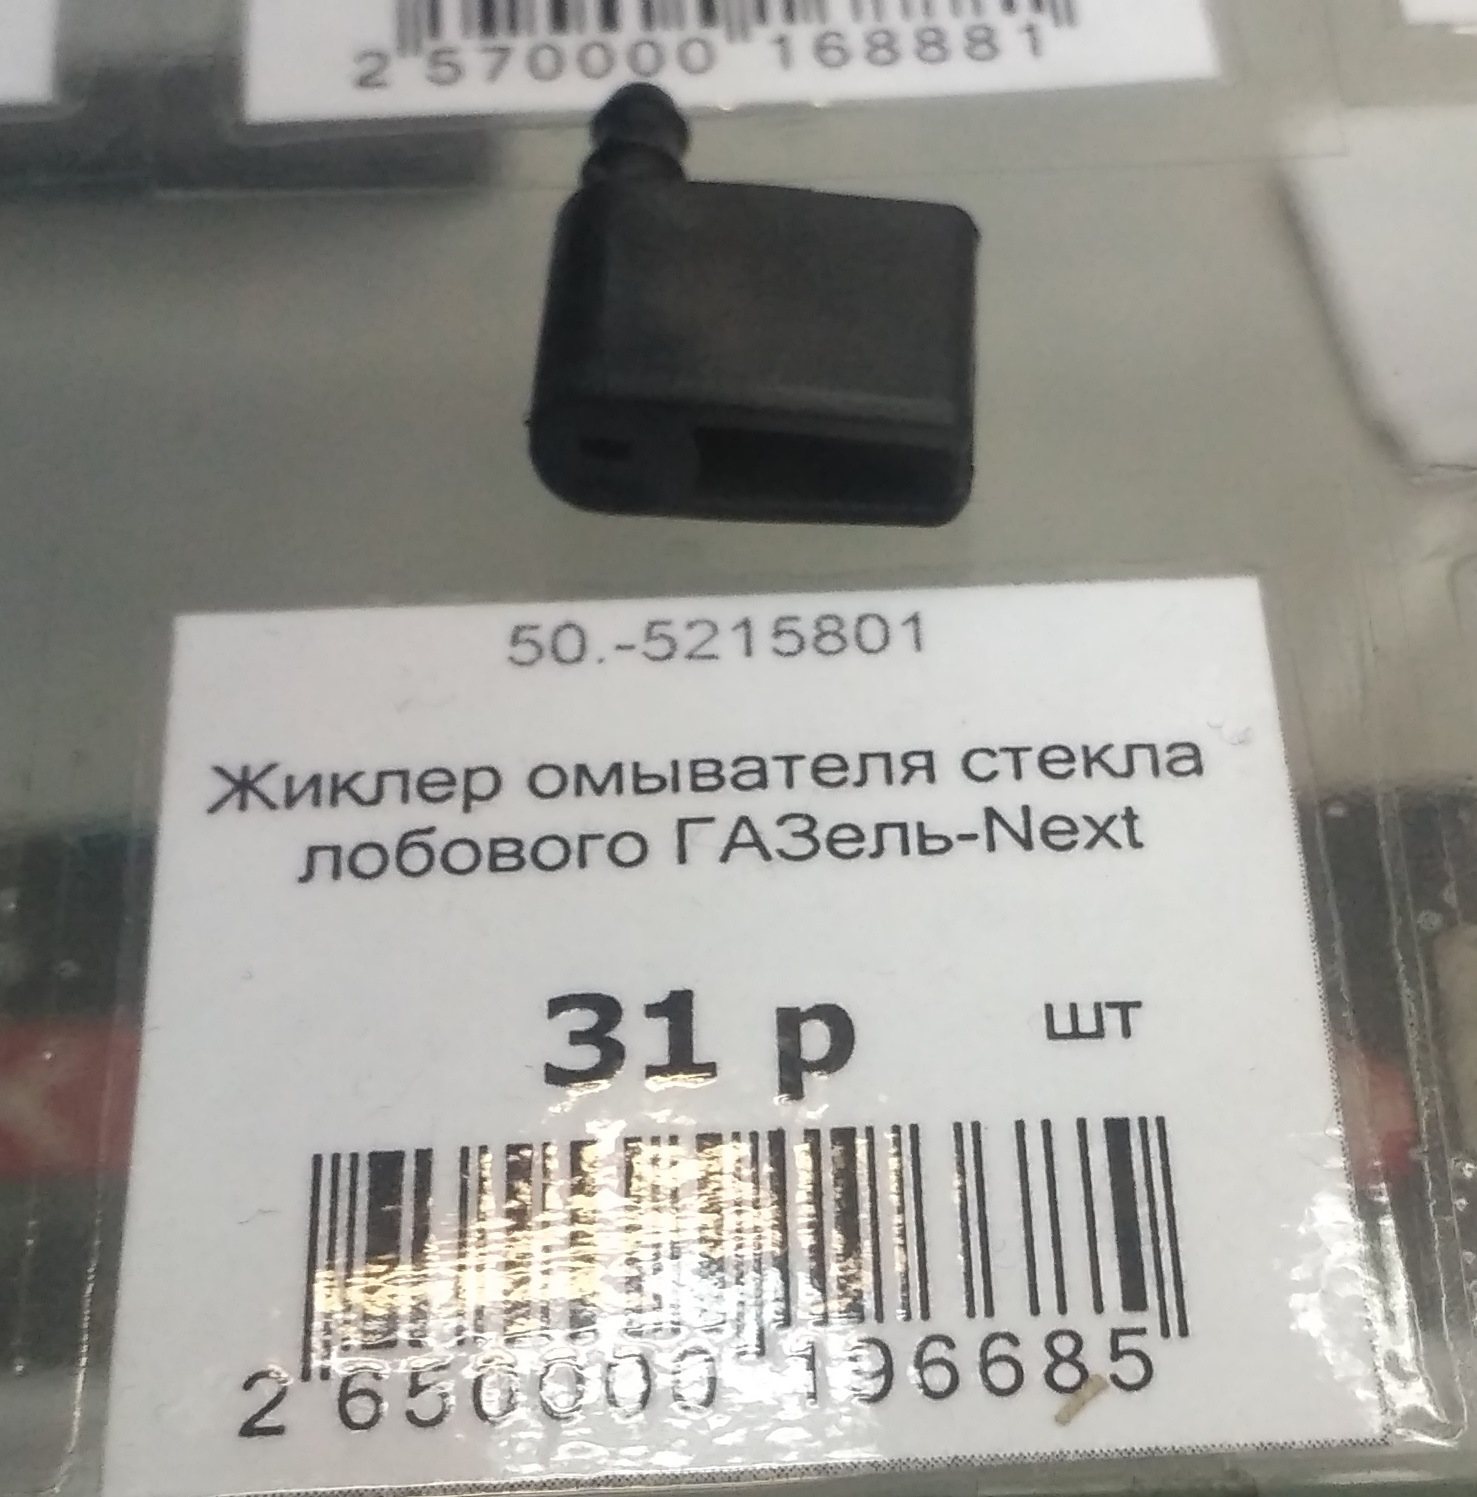 2 570000 168881
50.-5215801
Жиклер омывателя стекла
лобового ГАЗель-Next
31 р шт
2 650000 196685